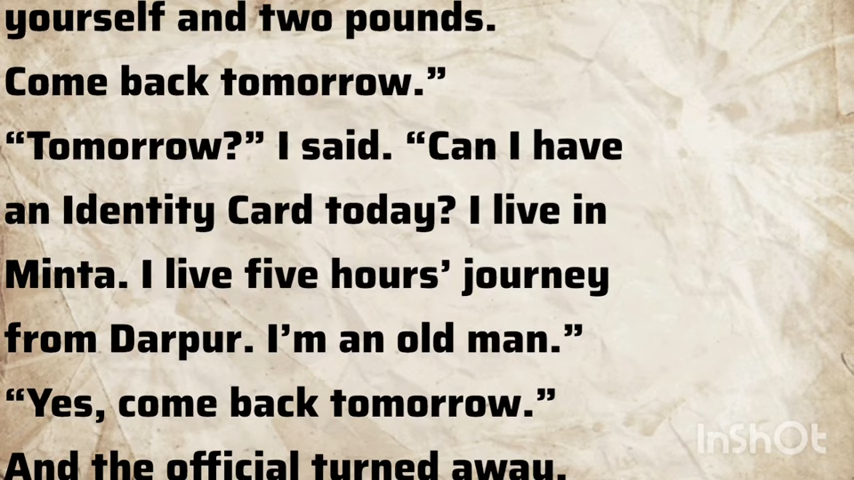 yourself and two pounds.
Come back tomorrow.”
“Tomorrow?” I said. “Can I have
an Identity Card today? I live in
Minta. I live five hours’ journey
from Darpur. I’m an old man.”
“Yes, come back tomorrow.”
And the official turned away.
InShOt